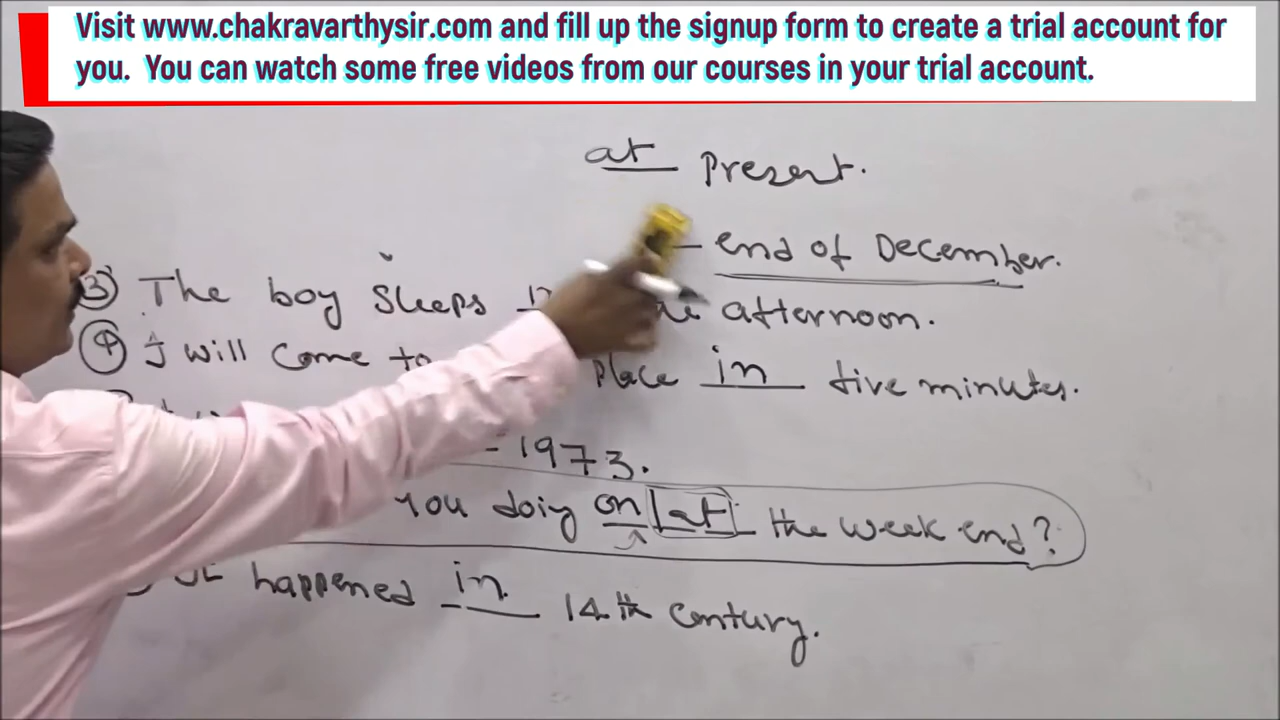 Visit www.chakravarthysir.com and fill up the signup form to create a trial account for
you. You can watch some free videos from our courses in your trial account.
at Present.
end of December.
3 The boy sleeps afternoon.
4 I will come to Place in five minutes.
1973.
You doing on at the week end?
happened in 14th century.